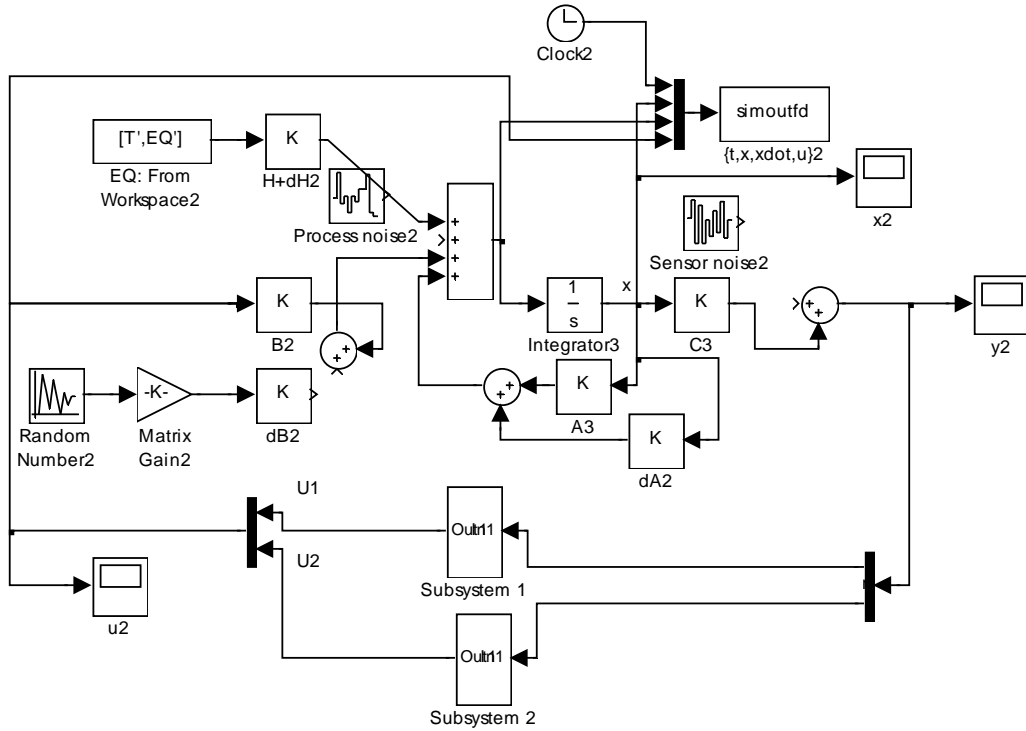 Clock2
simoutfd
{t,x,xdot,u}2
[T',EQ']
EQ: From
Workspace2
K
H+dH2
Process noise2
+
+
+
+
x2
Sensor noise2
K
B2
+
+
1
s
Integrator3
x
K
C3
+
+
y2
Random
Number2
-K-
Matrix
Gain2
K
dB2
+
+
K
A3
K
dA2
U1
U2
Subsystem 1
u2
Subsystem 2